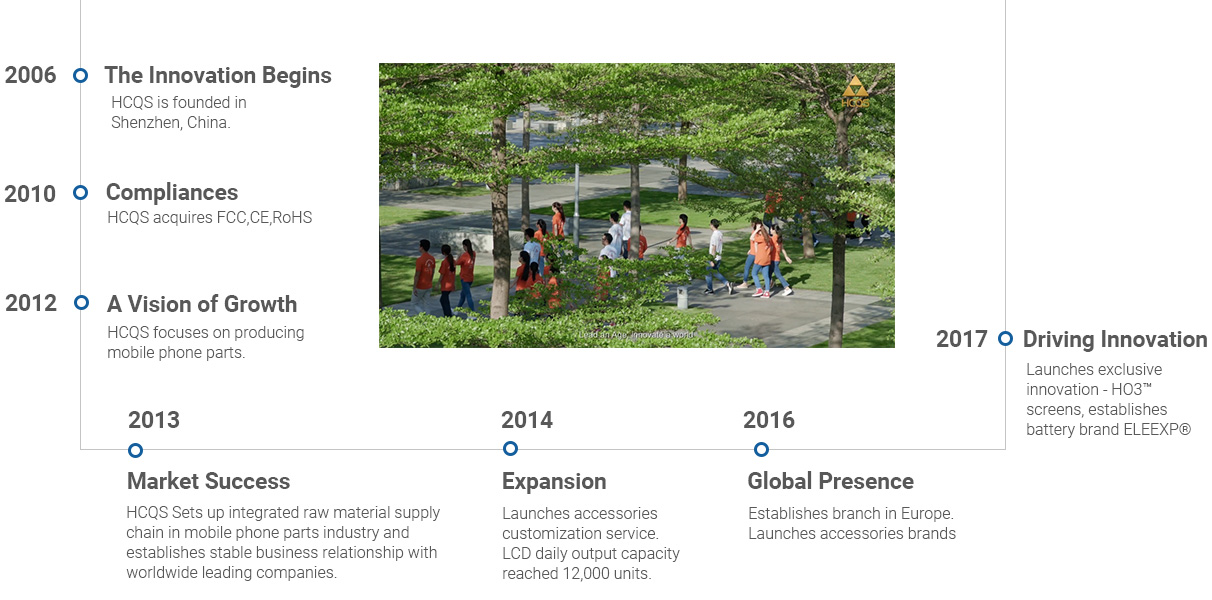 2006
The Innovation Begins
HCQS is founded in
Shenzhen, China.
HCQS
2010
Compliances
HCQS acquires FCC,CE,RoHS
2012
A Vision of Growth
HCQS focuses on producing
mobile phone parts.
Lead an Age, innovate a world
2013
Market Success
HCQS Sets up integrated raw material supply
chain in mobile phone parts industry and
establishes stable business relationship with
worldwide leading companies.
2014
Expansion
Launches accessories
customization service.
LCD daily output capacity
reached 12,000 units.
2016
Global Presence
Establishes branch in Europe.
Launches accessories brands
2017
Driving Innovation
Launches exclusive
innovation - HO3™
screens, establishes
battery brand ELEEXP®